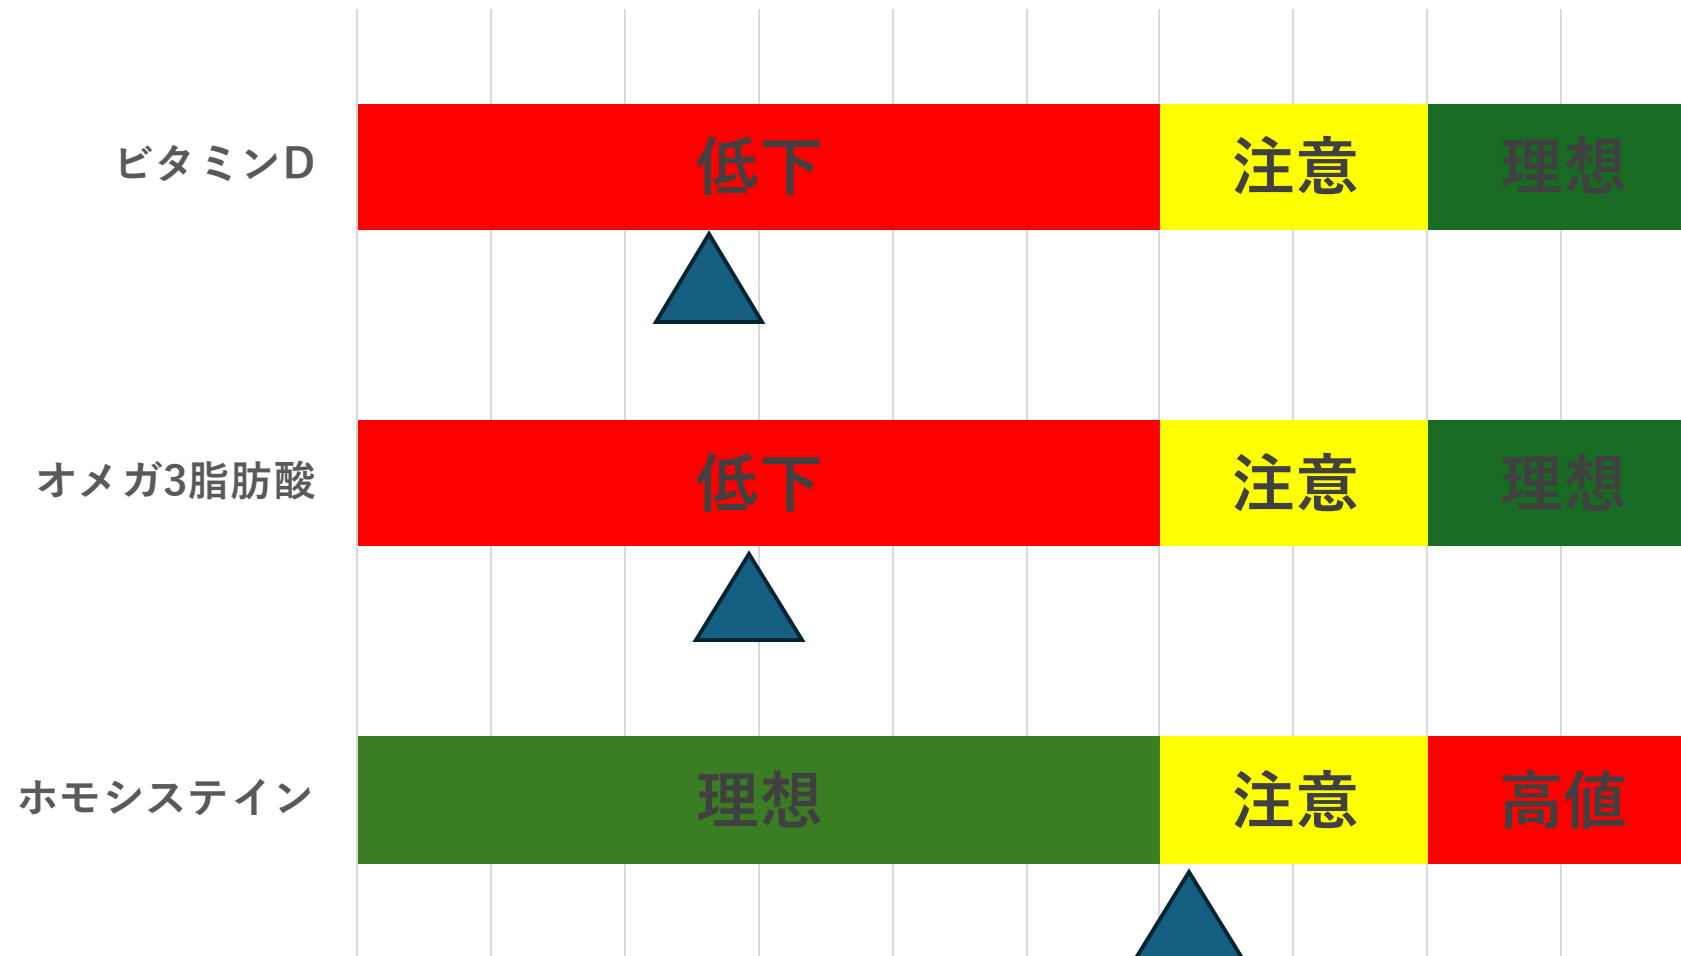 ビタミンD 低下 注意 理想
オメガ3脂肪酸 低下 注意 理想
ホモシステイン 理想 注意 高値